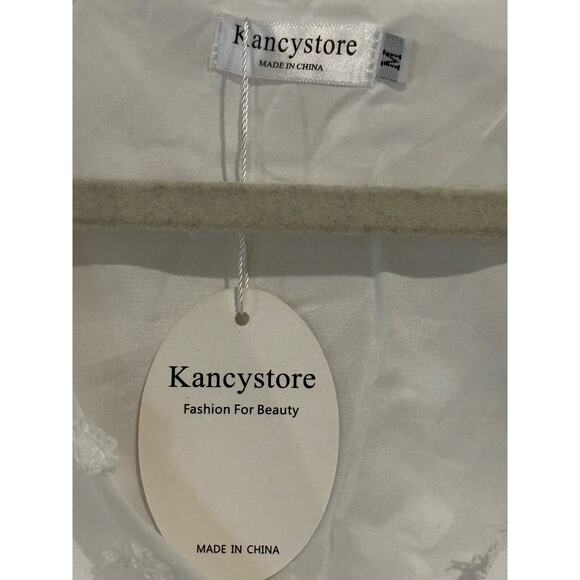 Kancystore
MADE IN CHINA
M
Kancystore
Fashion For Beauty
MADE IN CHINA